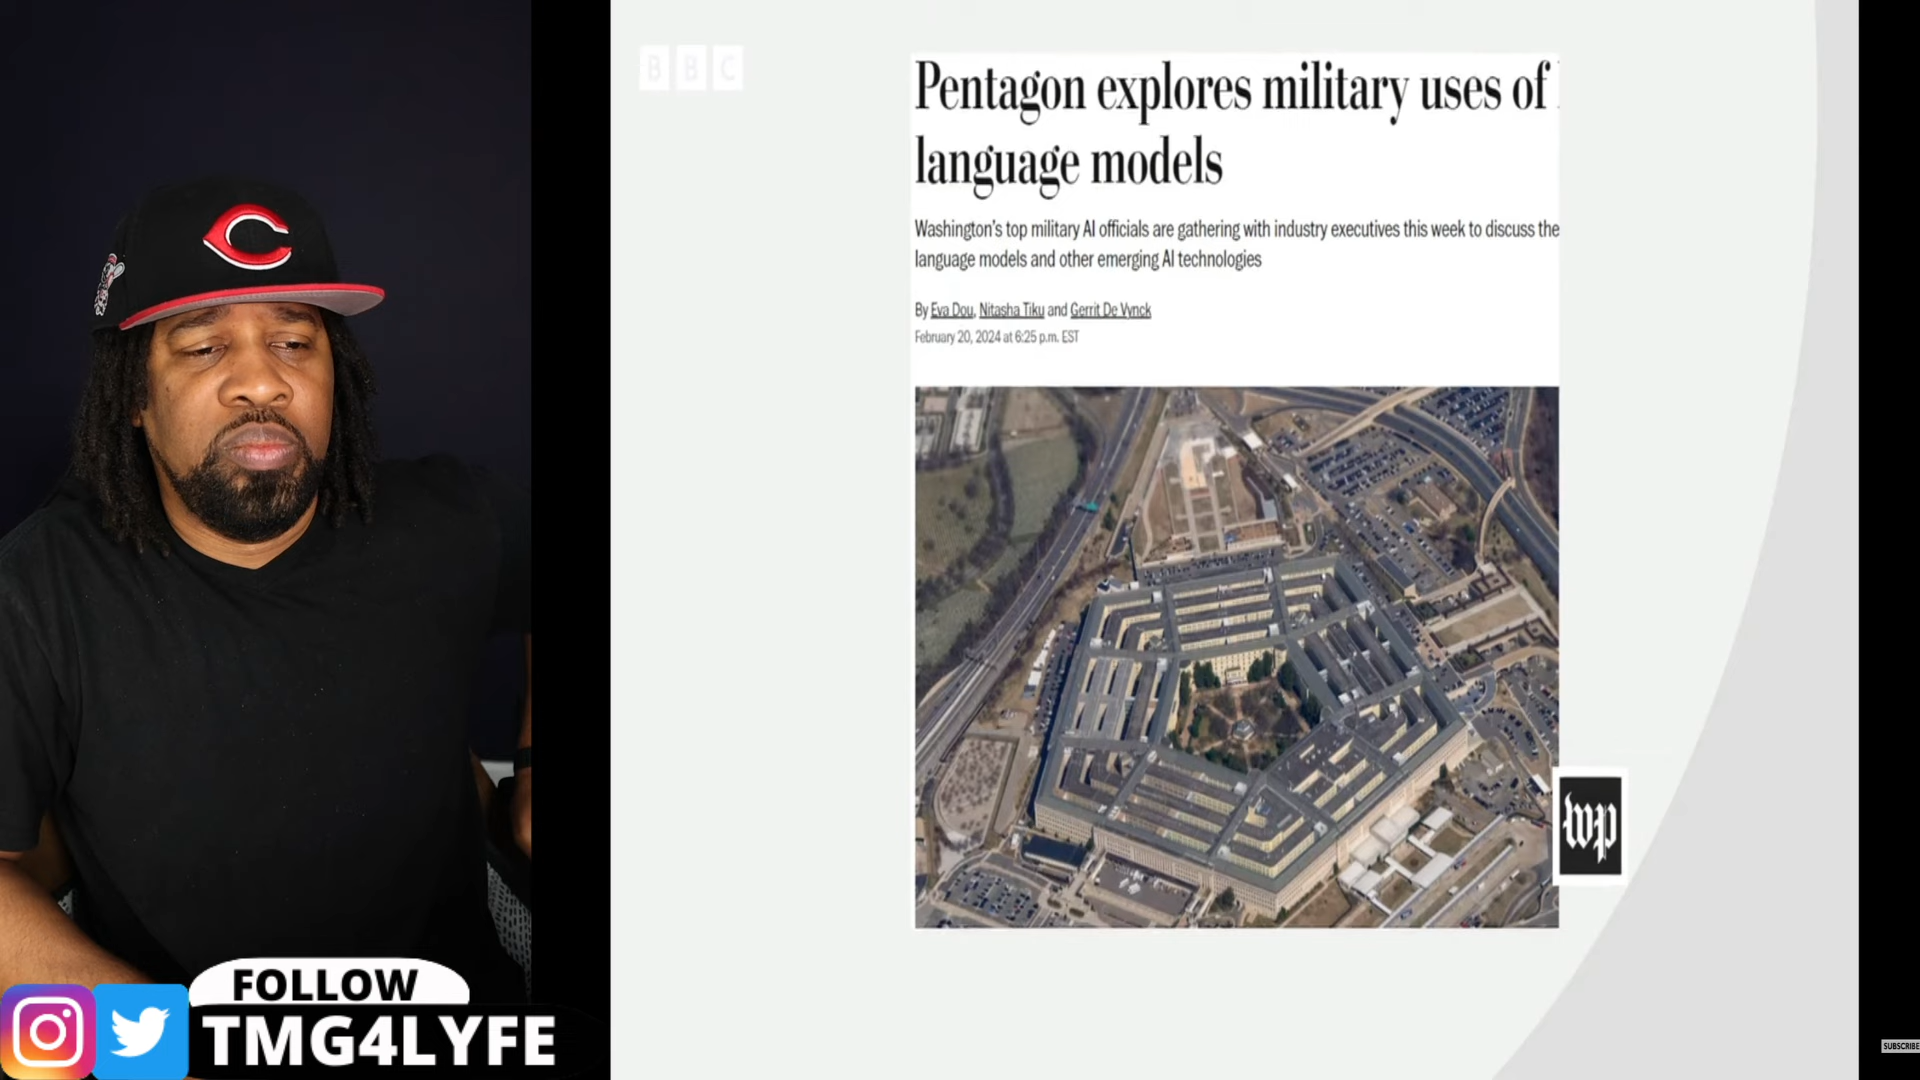 BBC
Pentagon explores military uses of
language models
Washington's top military AI officials are gathering with industry executives this week to discuss the
language models and other emerging AI technologies
By Eva Dou, Nitasha Tiku and Gerrit De Vynck
February 20, 2024 at 6:25 p.m. EST
C
wp
FOLLOW
TMG4LYFE
SUBSCRIBE